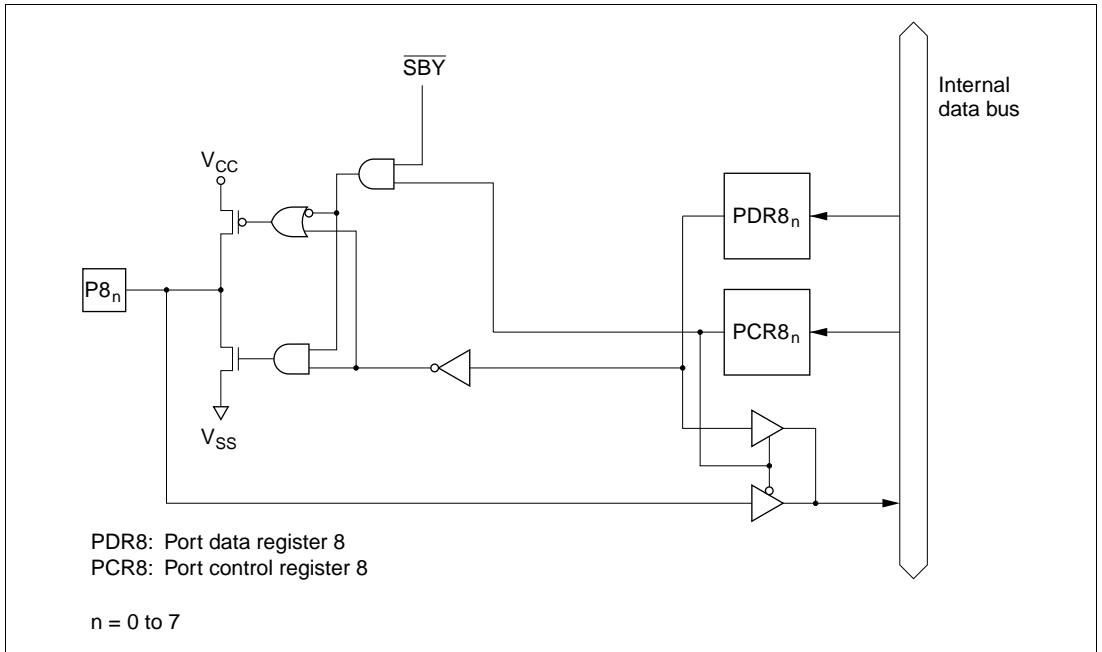 SBY
Internal
data bus
VCC
PDR8n
P8n
PCR8n
VSS
PDR8: Port data register 8
PCR8: Port control register 8
n = 0 to 7